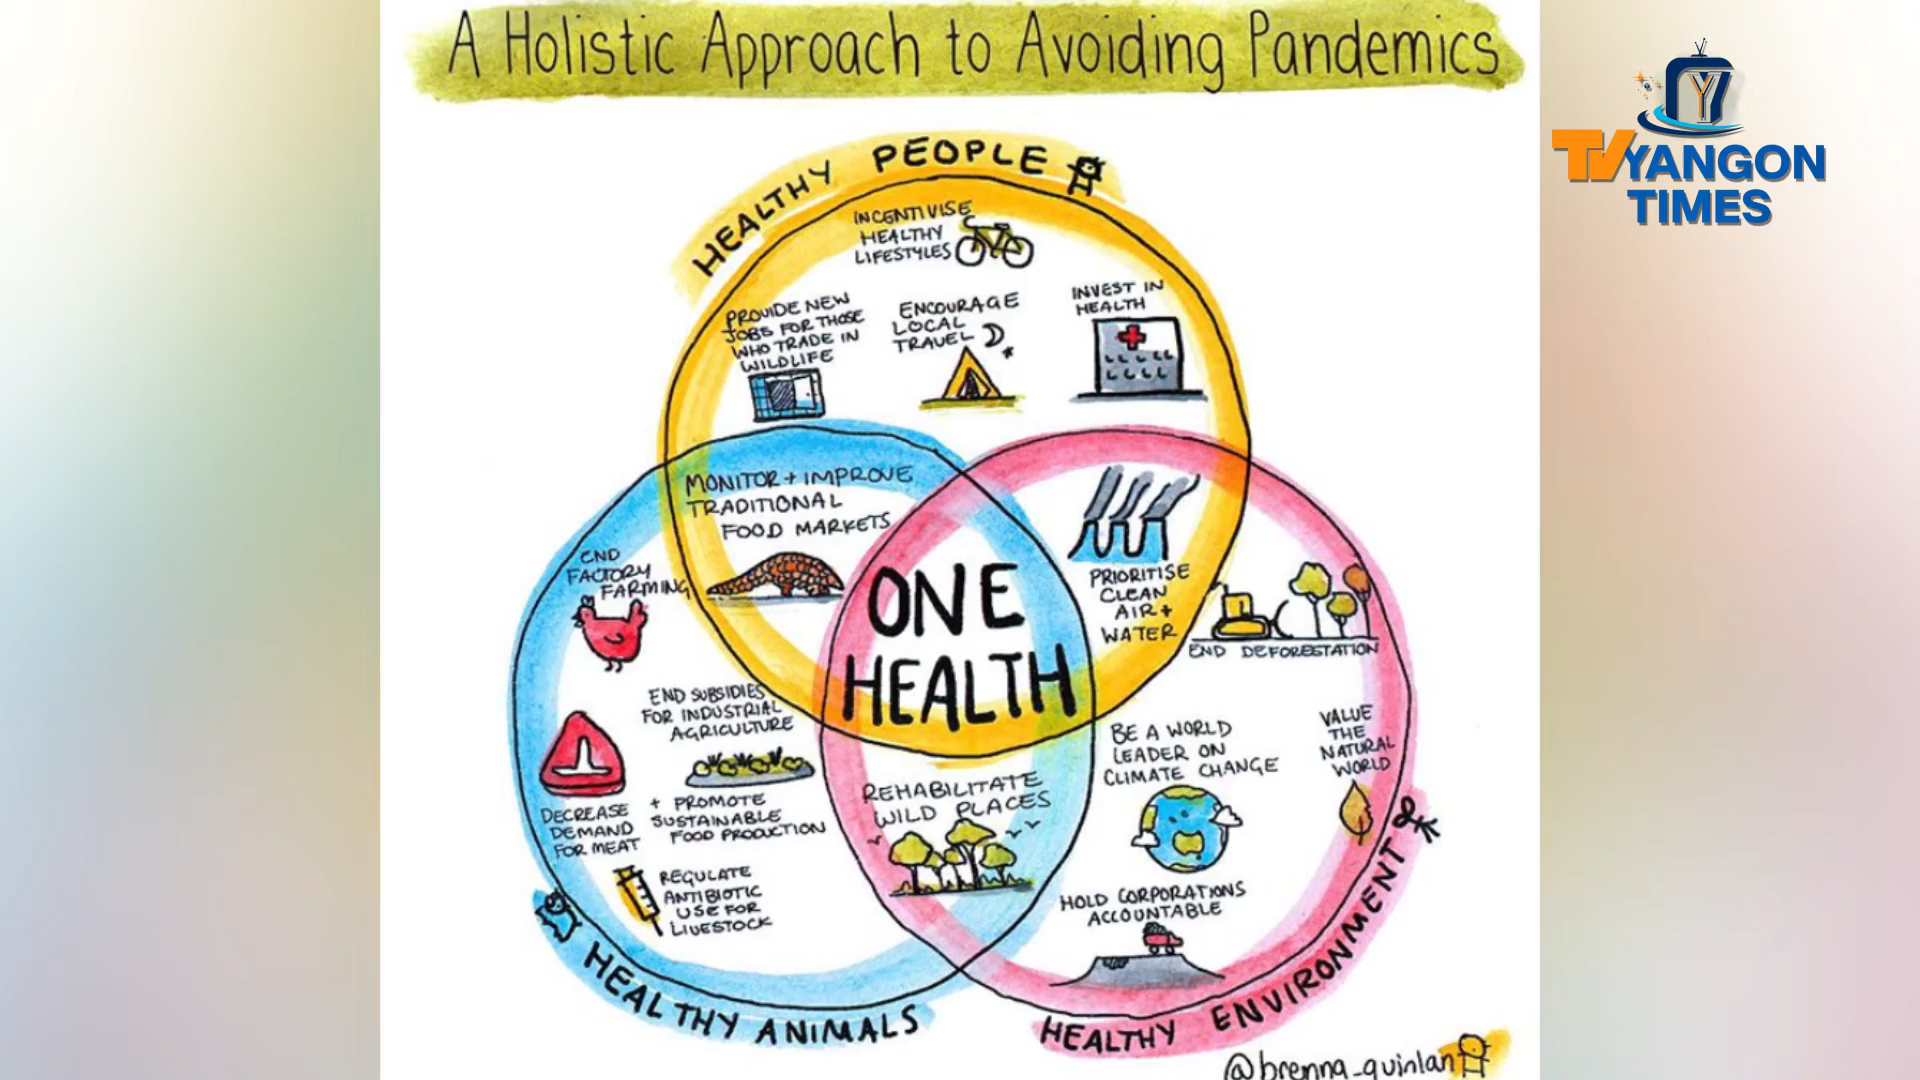 A Holistic Approach to Avoiding Pandemics
TV YANGON
TIMES
HEALTHY PEOPLE
INCENTIVISE
HEALTHY
LIFESTYLES
PROVIDE NEW
JOBS FOR THOSE
WHO TRADE IN
WILDLIFE
ENCOURAGE
LOCAL
TRAVEL
INVEST IN
HEALTH
MONITOR + IMPROVE
TRADITIONAL
FOOD MARKETS
PRIORITISE
CLEAN
AIR +
WATER
ONE
HEALTH
END
FACTORY
FARMING
END SUBSIDIES
FOR INDUSTRIAL
AGRICULTURE
+ PROMOTE
SUSTAINABLE
FOOD PRODUCTION
DECREASE
DEMAND
FOR MEAT
REGULATE
ANTIBIOTIC
USE FOR
LIVESTOCK
REHABILITATE
WILD PLACES
END DEFORESTATION
BE A WORLD
LEADER ON
CLIMATE CHANGE
VALUE
THE
NATURAL
WORLD
HOLD CORPORATIONS
ACCOUNTABLE
HEALTHY ANIMALS
HEALTHY ENVIRONMENT
@brenna_quinlan